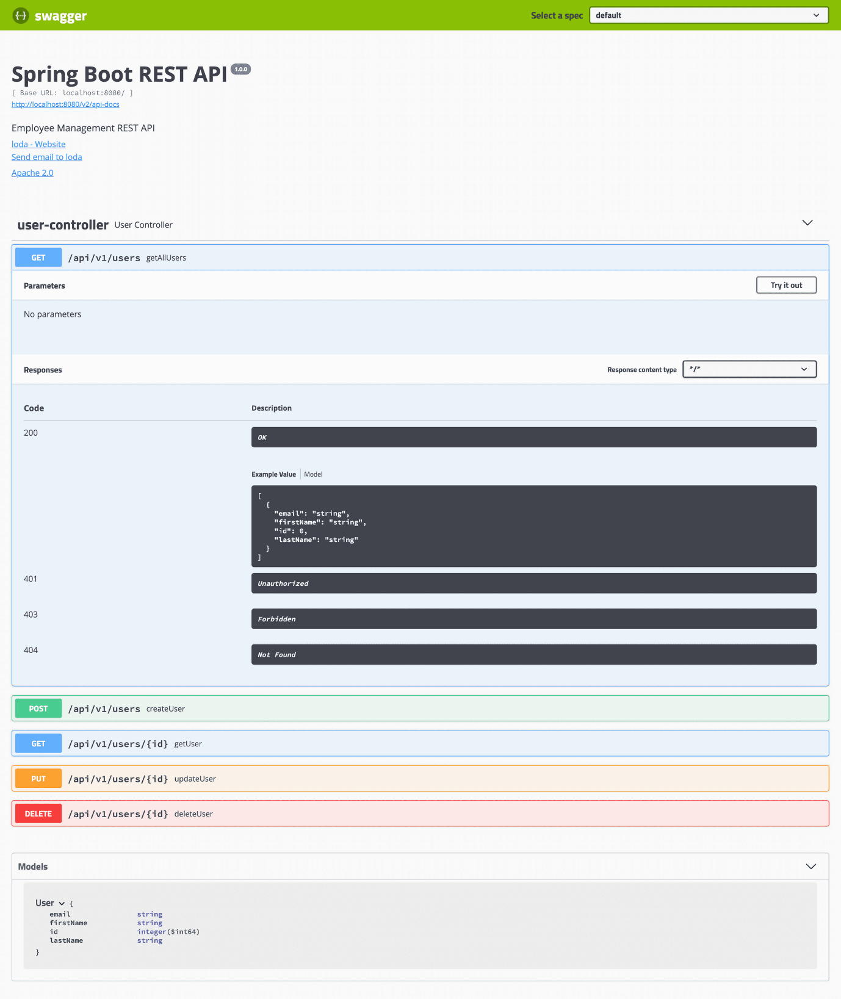 {...} swagger Select a spec default
Spring Boot REST API 1.0.0
[ Base URL: localhost:8080/ ]
http://localhost:8080/v2/api-docs
Employee Management REST API
loda - Website
Send email to loda
Apache 2.0
user-controller User Controller
GET /api/v1/users getAllUsers
Parameters Try it out
No parameters
Responses Response content type */*
Code Description
200 OK
Example Value Model
[
{
"email": "string",
"firstName": "string",
"id": 0,
"lastName": "string"
}
]
401 Unauthorized
403 Forbidden
404 Not Found
POST /api/v1/users createUser
GET /api/v1/users/{id} getUser
PUT /api/v1/users/{id} updateUser
DELETE /api/v1/users/{id} deleteUser
Models
User {
email string
firstName string
id integer($int64)
lastName string
}